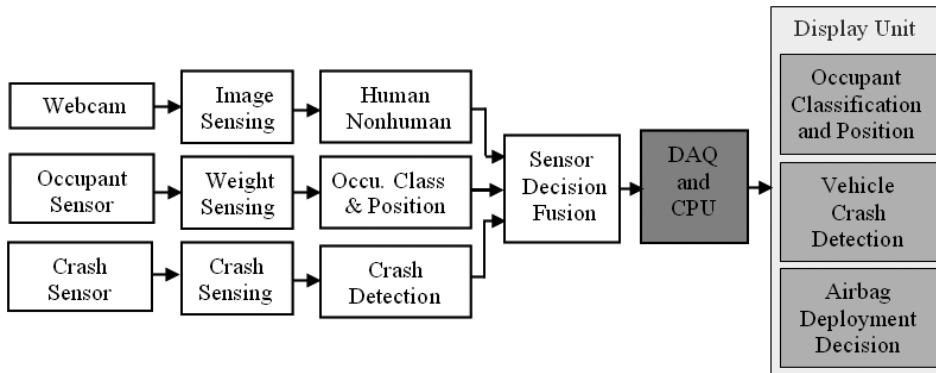 Webcam
Image
Sensing
Human
Nonhuman
Occupant
Sensor
Weight
Sensing
Occu. Class
& Position
Crash
Sensor
Crash
Sensing
Crash
Detection
Sensor
Decision
Fusion
DAQ
and
CPU
Display Unit
Occupant
Classification
and Position
Vehicle
Crash
Detection
Airbag
Deployment
Decision